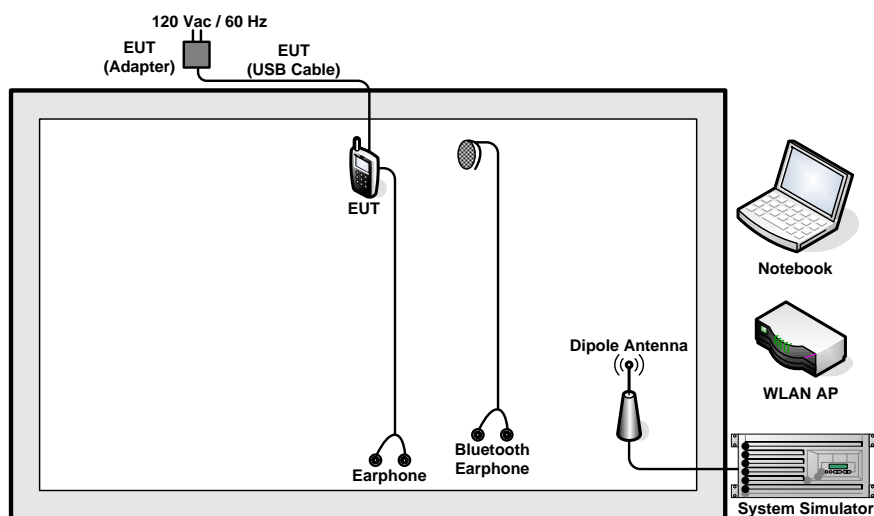 120 Vac / 60 Hz
EUT
(Adapter)
EUT
(USB Cable)
EUT
Notebook
Dipole Antenna
WLAN AP
Earphone
Bluetooth
Earphone
System Simulator